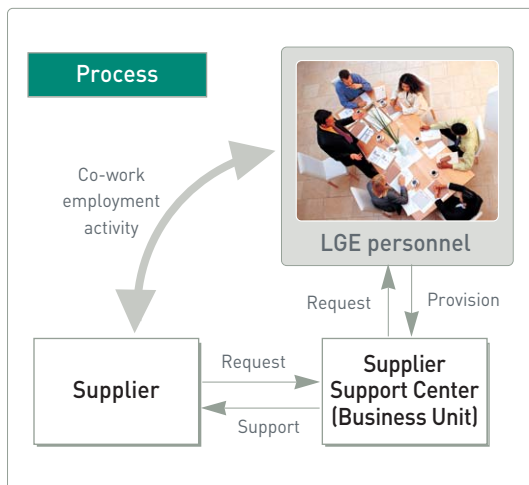 Process
Co-work
employment
activity
LGE personnel
Request
Provision
Supplier
Request
Support
Supplier
Support Center
(Business Unit)